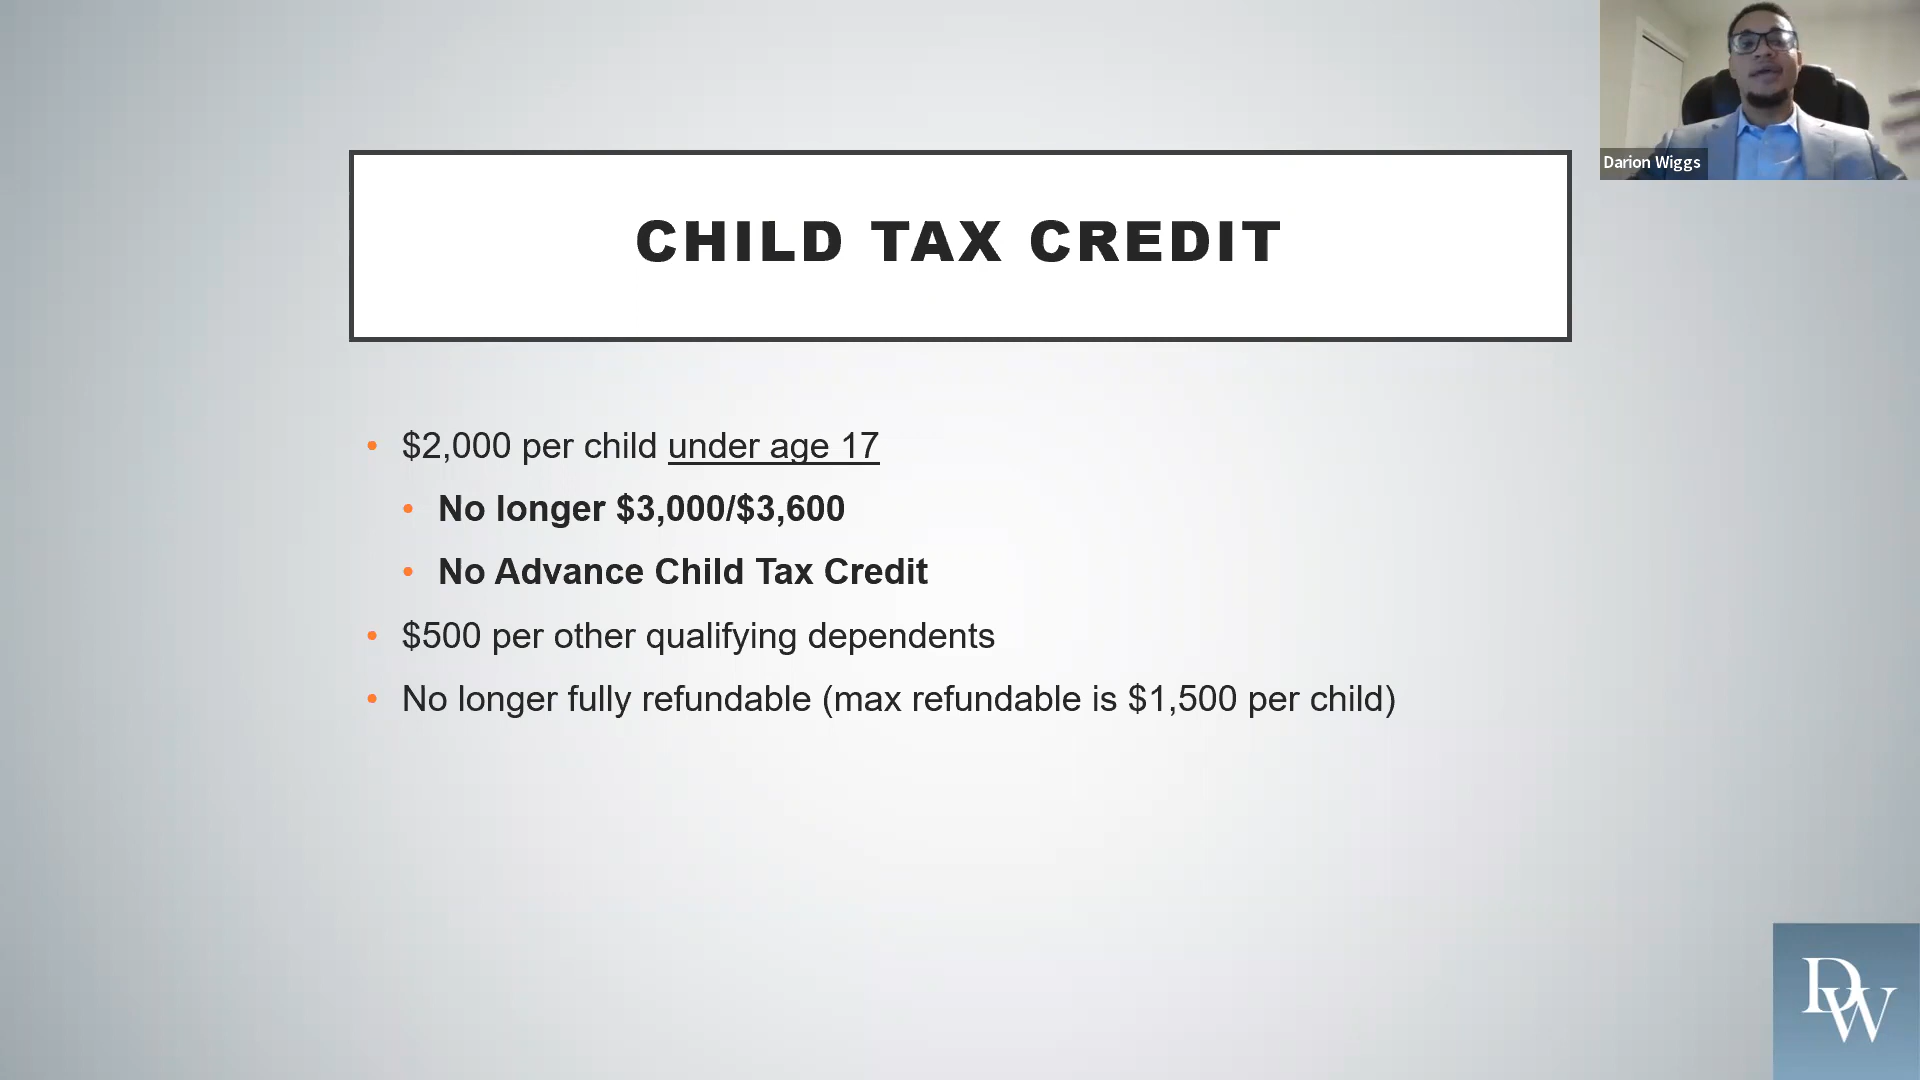 Darion Wiggs
CHILD TAX CREDIT
• $2,000 per child under age 17
• No longer $3,000/$3,600
• No Advance Child Tax Credit
• $500 per other qualifying dependents
• No longer fully refundable (max refundable is $1,500 per child)
DW